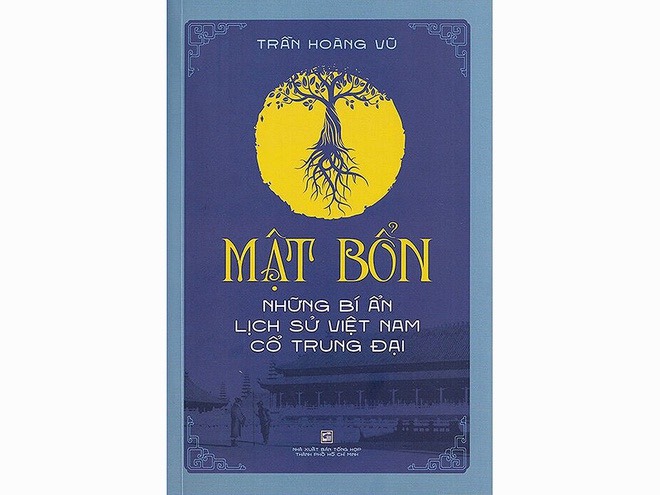 TRẦN HOÀNG VŨ
MẬT BỔN
NHỮNG BÍ ẨN
LỊCH SỬ VIỆT NAM
CỔ TRUNG ĐẠI
NHÀ XUẤT BẢN TỔNG HỢP
THÀNH PHỐ HỒ CHÍ MINH